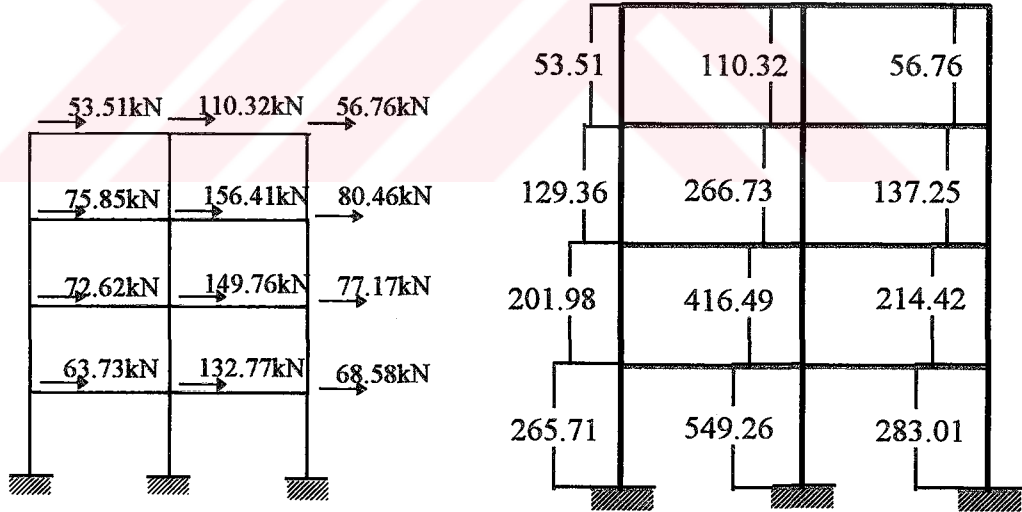 53.51kN 110.32kN 56.76kN
75.85kN 156.41kN 80.46kN
72.62kN 149.76kN 77.17kN
63.73kN 132.77kN 68.58kN
53.51 110.32 56.76
129.36 266.73 137.25
201.98 416.49 214.42
265.71 549.26 283.01